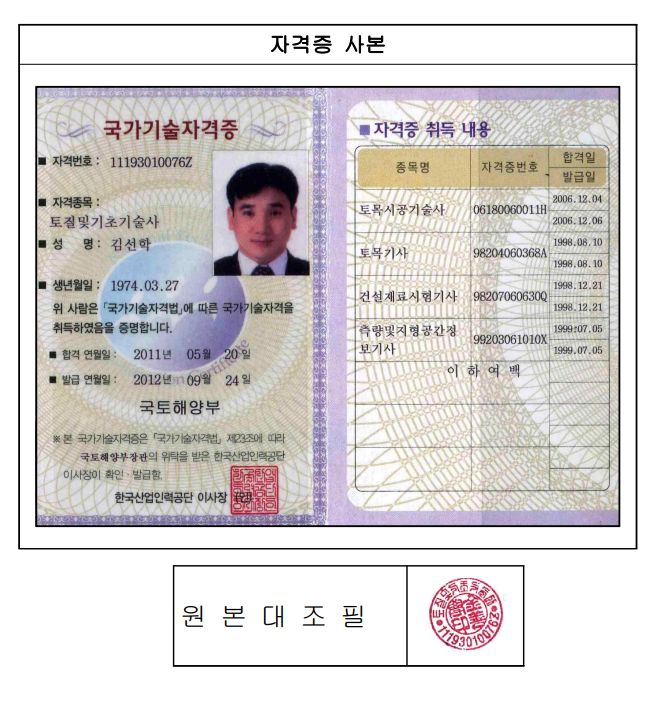 자격증 사본
국가기술자격증
■ 자격번호 : 11193010076Z
■ 자격종목 :
토질및기초기술사
■ 성 명 : 김선학
■ 생년월일 : 1974.03.27
위 사람은 「국가기술자격법」에 따른 국가기술자격을
취득하였음을 증명합니다.
■ 합격 연월일 : 2011년 05월 20일
■ 발급 연월일 : 2012년 09월 24일
국토해양부
※ 본 국가기술자격증은 「국가기술자격법」 제23조에 따라
국토해양부장관의 위탁을 받은 한국산업인력공단
이사장이 확인 · 발급함.
한국산업인력공단 이사장
■ 자격증 취득 내용
종목명 자격증번호 합격일
발급일
토목시공기술사 06180060011H 2006.12.04
2006.12.06
토목기사 98204060368A 1998.08.10
1998.08.10
건설재료시험기사 98207060630Q 1998.12.21
1998.12.21
측량및지형공간정보기사 99203061010X 1999.07.05
1999.07.05
이 하 여 백
원 본 대 조 필
11193010076Z